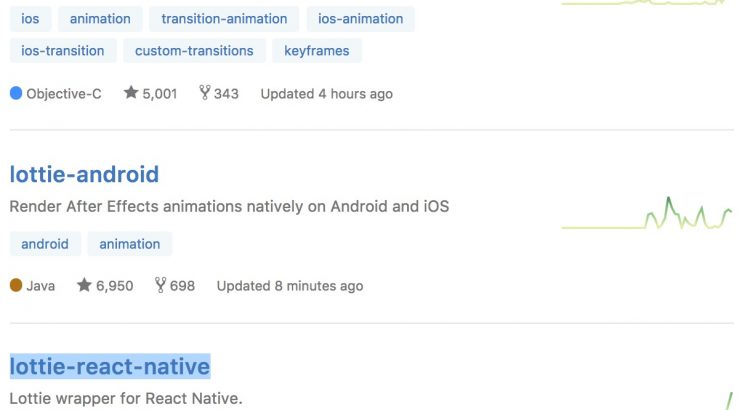 ios animation transition-animation ios-animation
ios-transition custom-transitions keyframes
Objective-C 5,001 343 Updated 4 hours ago
lottie-android
Render After Effects animations natively on Android and iOS
android animation
Java 6,950 698 Updated 8 minutes ago
lottie-react-native
Lottie wrapper for React Native.